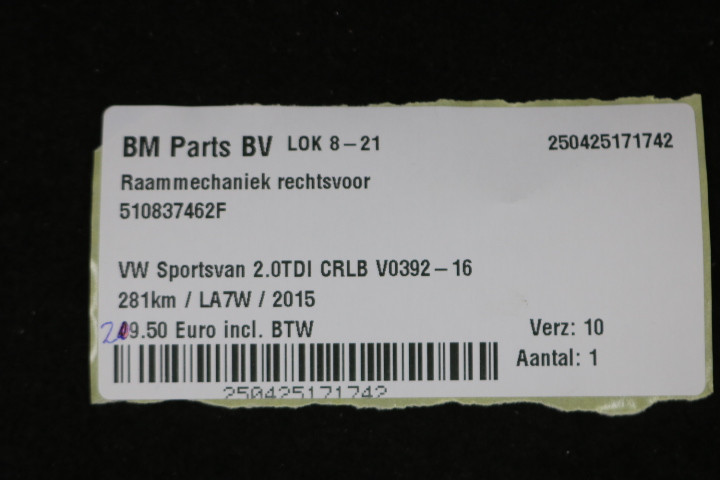 BM Parts BV LOK 8-21 250425171742
Raammechaniek rechtsvoor
510837462F
VW Sportsvan 2.0TDI CRLB V0392-16
281km / LA7W / 2015
9.50 Euro incl. BTW Verz: 10
Aantal: 1
250425171742